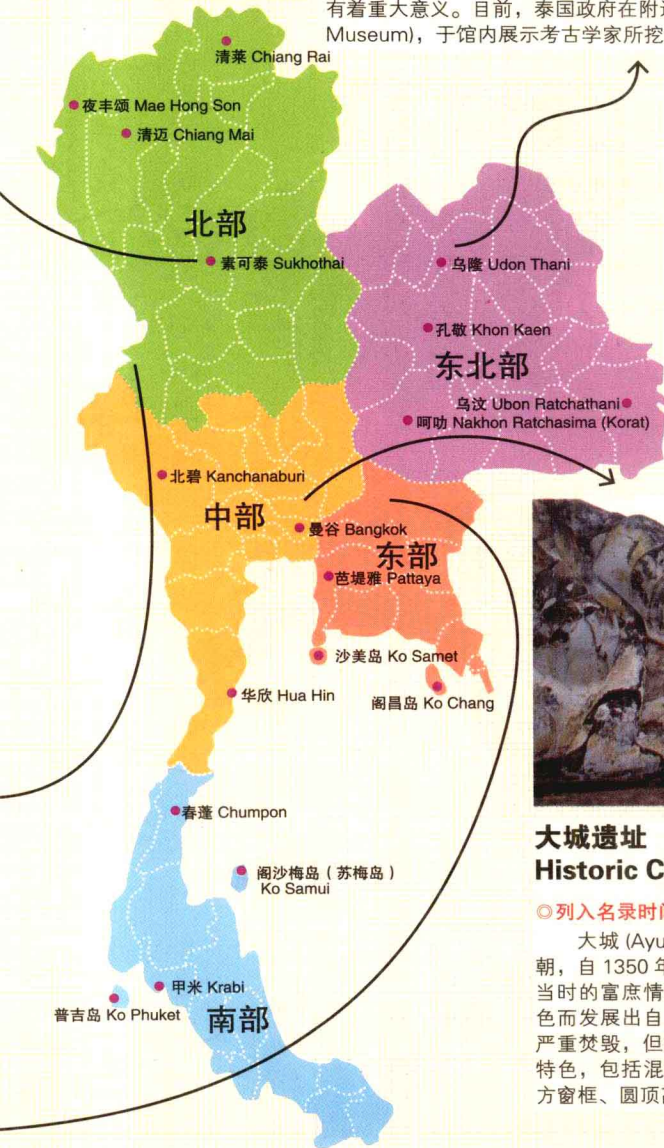 有着重大意义。目前，泰国政府在附近
Museum)，于馆内展示考古学家所挖
清莱 Chiang Rai
夜丰颂 Mae Hong Son
清迈 Chiang Mai
北部
素可泰 Sukhothai
乌隆 Udon Thani
孔敬 Khon Kaen
东北部
乌汶 Ubon Ratchathani
呵叻 Nakhon Ratchasima (Korat)
北碧 Kanchanaburi
中部
曼谷 Bangkok
东部
芭堤雅 Pattaya
沙美岛 Ko Samet
阁昌岛 Ko Chang
华欣 Hua Hin
春蓬 Chumpon
阁沙梅岛（苏梅岛）
Ko Samui
甲米 Krabi
普吉岛 Ko Phuket
南部
大城遗址
Historic C
◎列入名录时间
大城 (Ayu
朝，自 1350 年
当时的富庶情
色而发展出自
严重焚毁，但
特色，包括混
方窗框、圆顶高